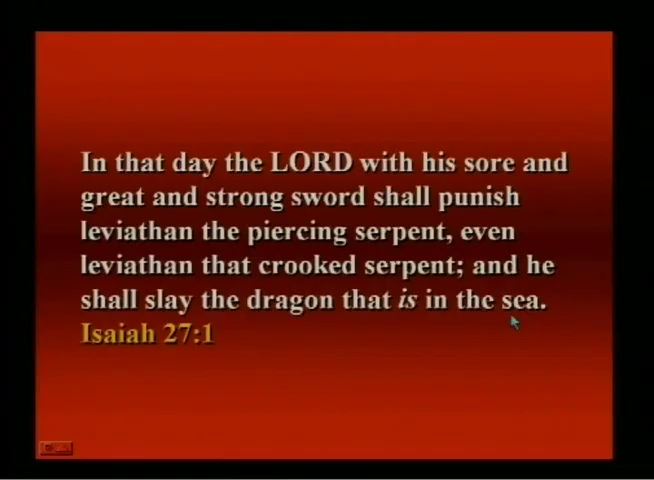 In that day the LORD with his sore and
great and strong sword shall punish
leviathan the piercing serpent, even
leviathan that crooked serpent; and he
shall slay the dragon that is in the sea.
Isaiah 27:1